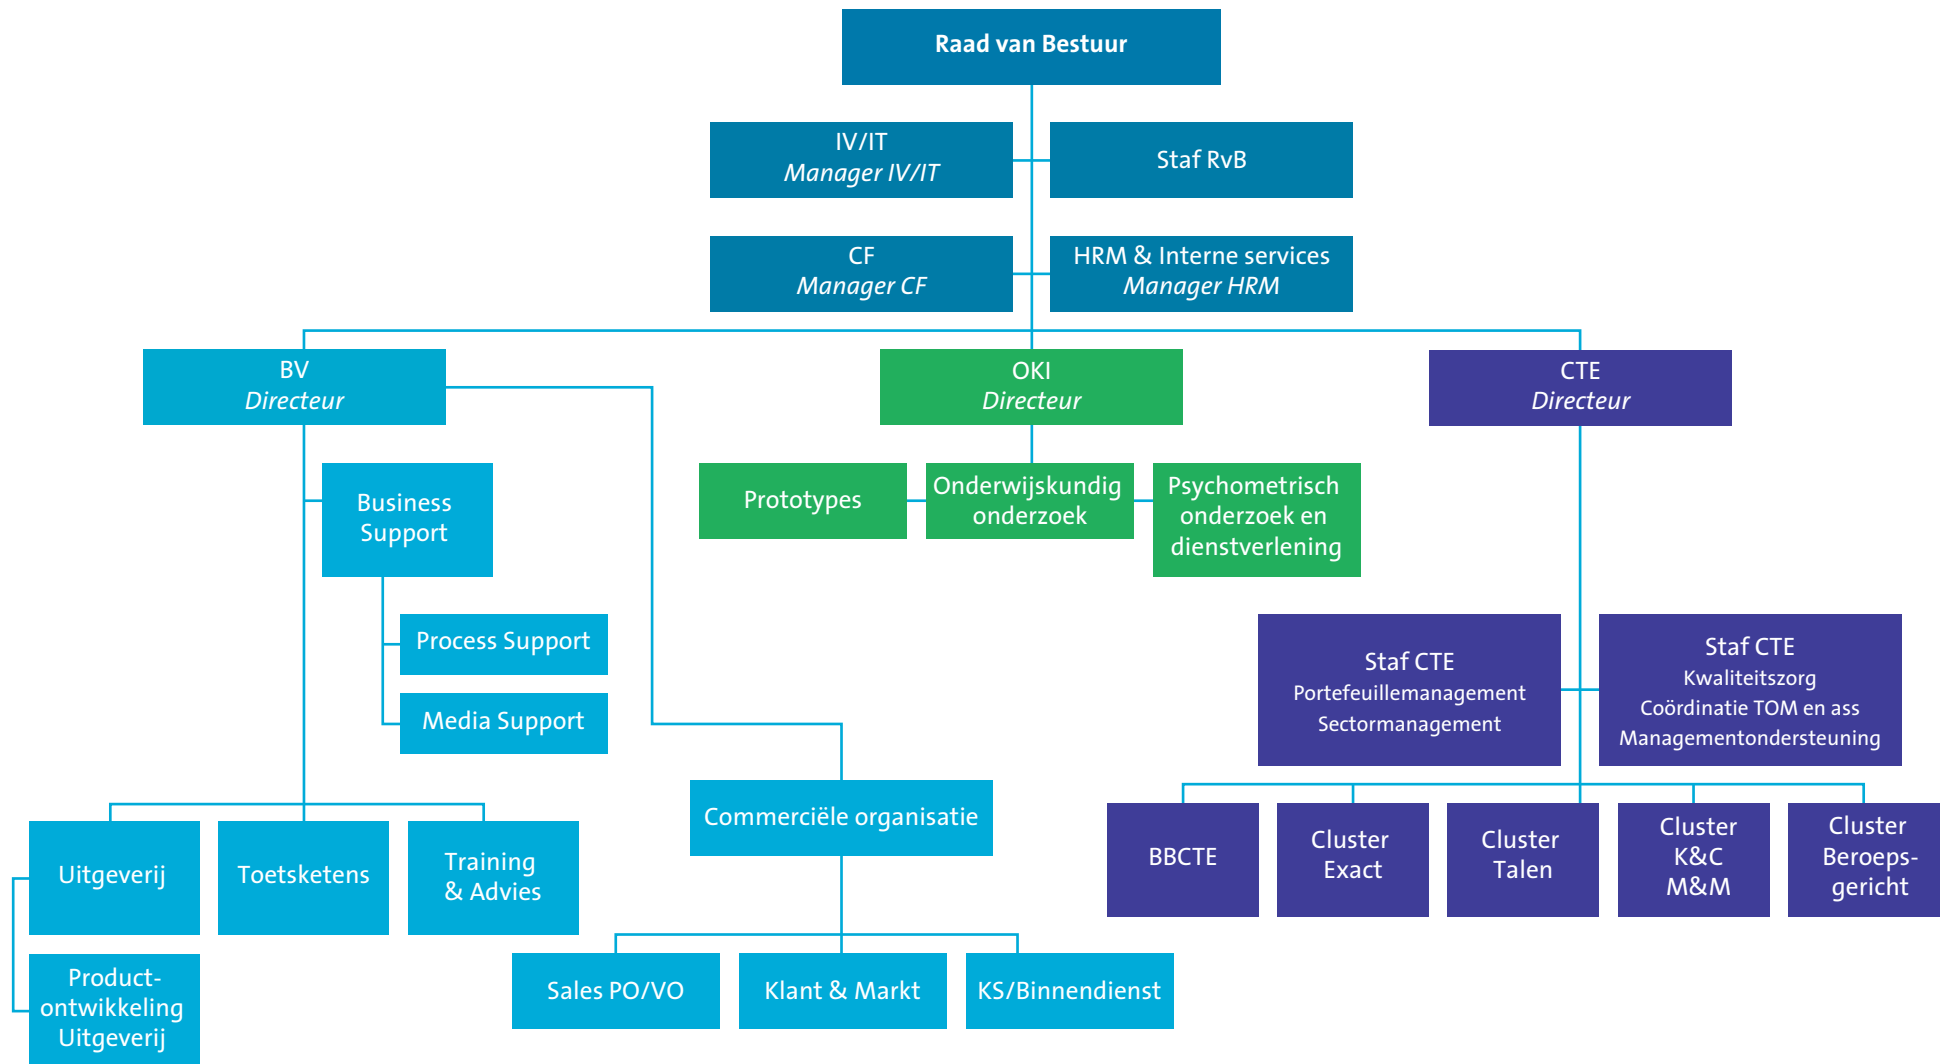 Raad van Bestuur
IV/IT
Manager IV/IT
Staf RvB
CF
Manager CF
HRM & Interne services
Manager HRM
BV
Directeur
OKI
Directeur
CTE
Directeur
Business
Support
Process Support
Media Support
Prototypes
Onderwijskundig
onderzoek
Psychometrisch
onderzoek en
dienstverlening
Staf CTE
Portefeuillemanagement
Sectormanagement
Staf CTE
Kwaliteitszorg
Coördinatie TOM en ass
Managementondersteuning
Commerciële organisatie
Uitgeverij
Toetsketens
Training
& Advies
Product-
ontwikkeling
Uitgeverij
Sales PO/VO
Klant & Markt
KS/Binnendienst
BBCTE
Cluster
Exact
Cluster
Talen
Cluster
K&C
M&M
Cluster
Beroeps-
gericht